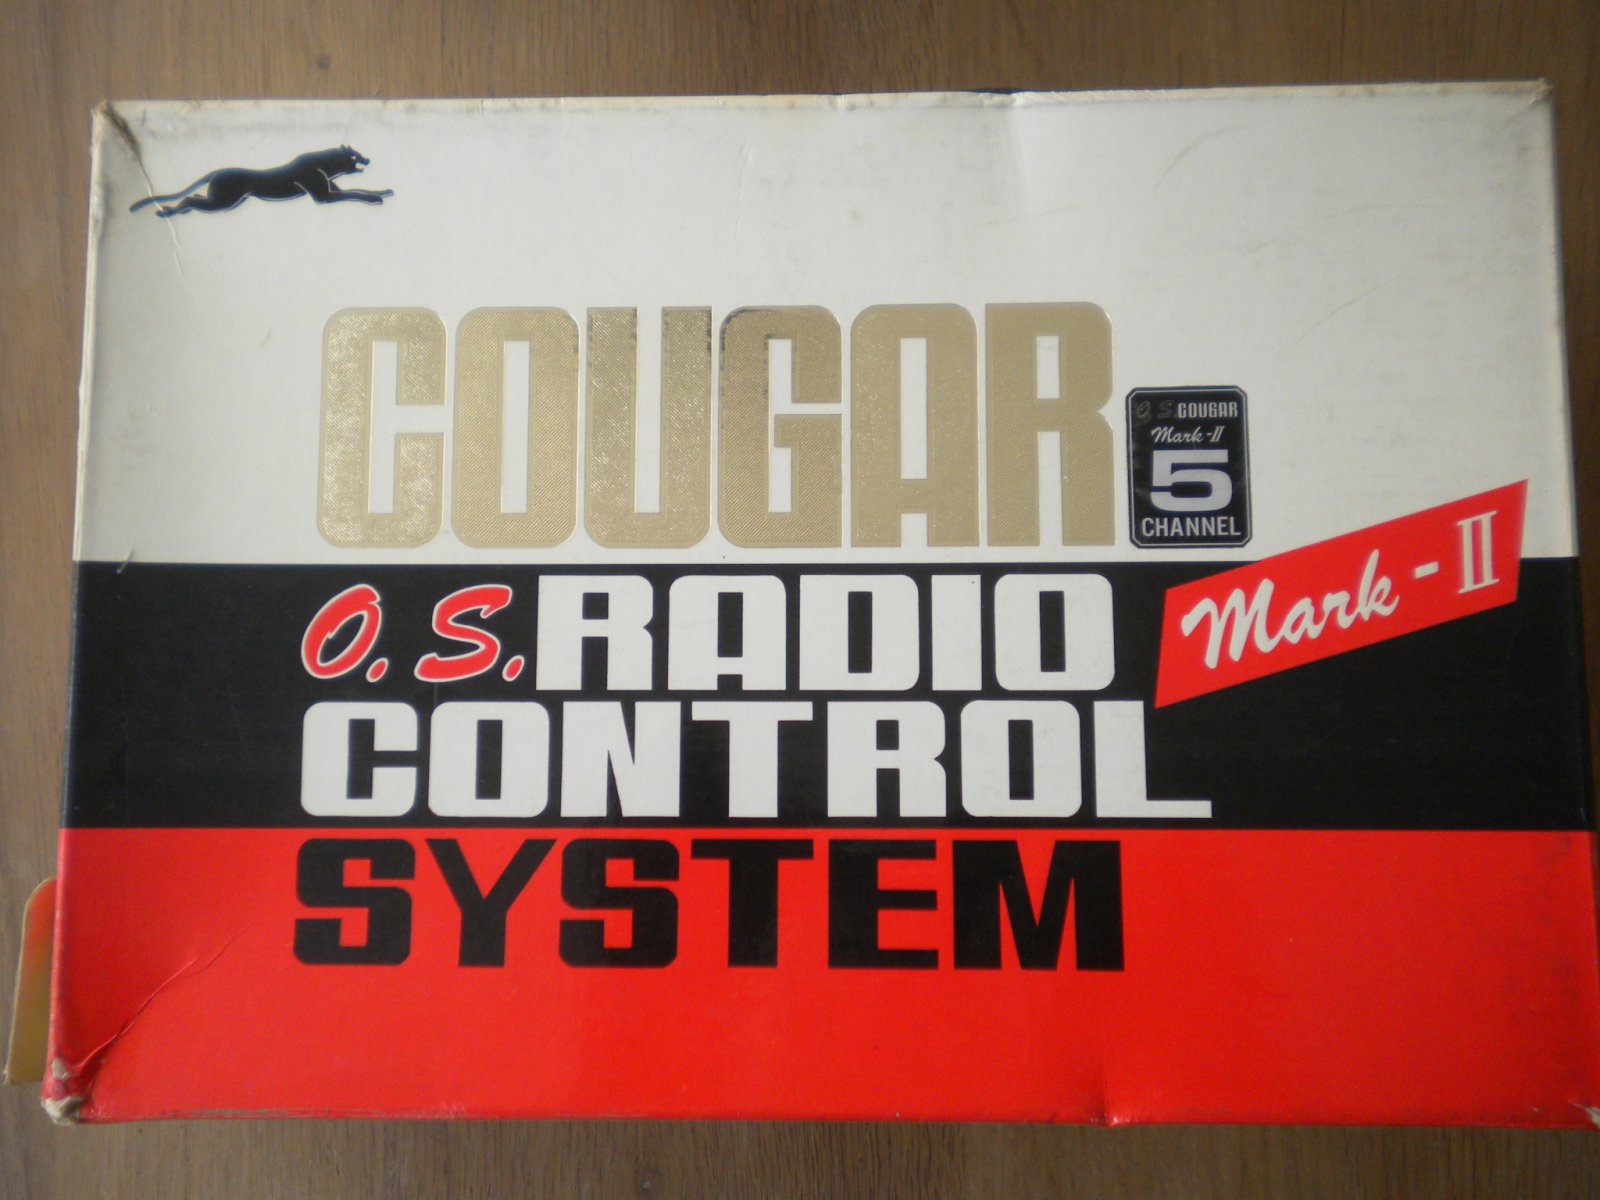 COUGAR
O.S.COUGAR
Mark-II
5
CHANNEL
O.S.RADIO
Mark-II
CONTROL
SYSTEM